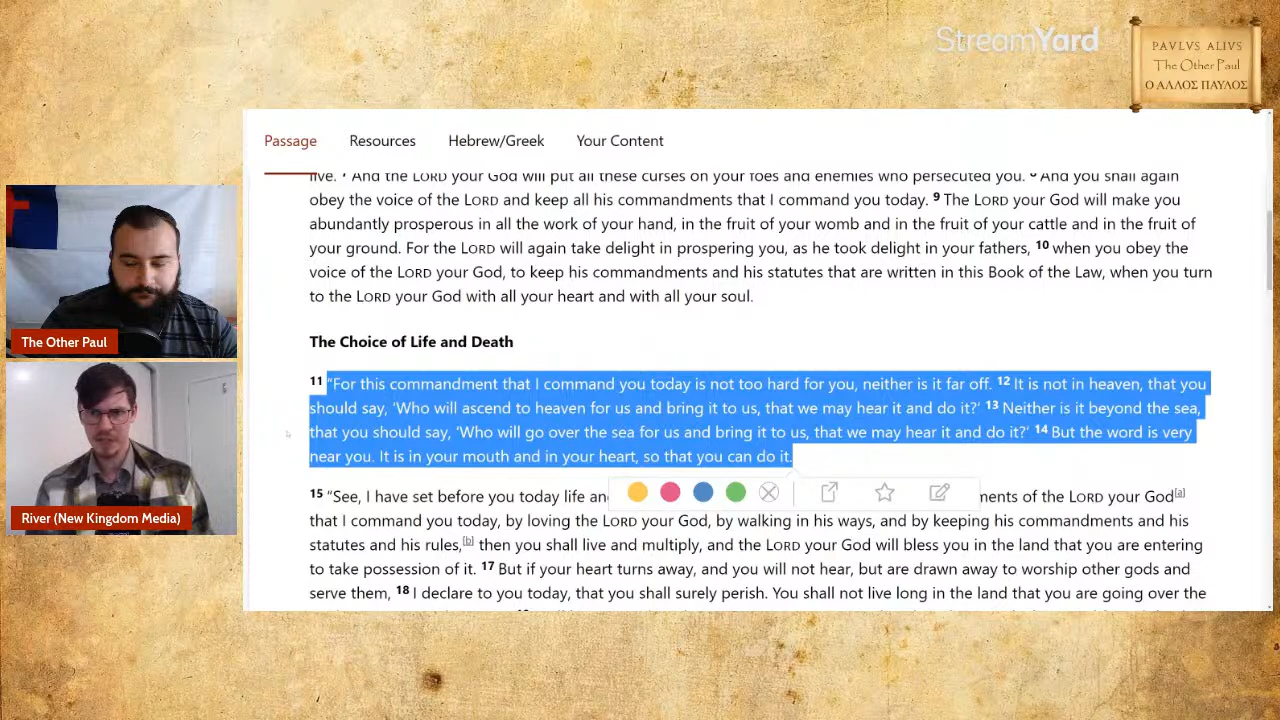 StreamYard
PAVLVS ALIVS
The Other Paul
Ο ΑΛΛΟΣ ΠΑΥΛΟΣ
Passage Resources Hebrew/Greek Your Content
live. 7 And the LORD your God will put all these curses on your foes and enemies who persecuted you. 8 And you shall again
obey the voice of the LORD and keep all his commandments that I command you today. 9 The LORD your God will make you
abundantly prosperous in all the work of your hand, in the fruit of your womb and in the fruit of your cattle and in the fruit of
your ground. For the LORD will again take delight in prospering you, as he took delight in your fathers, 10 when you obey the
voice of the LORD your God, to keep his commandments and his statutes that are written in this Book of the Law, when you turn
to the LORD your God with all your heart and with all your soul.
The Choice of Life and Death
11 “For this commandment that I command you today is not too hard for you, neither is it far off. 12 It is not in heaven, that you
should say, ‘Who will ascend to heaven for us and bring it to us, that we may hear it and do it?’ 13 Neither is it beyond the sea,
that you should say, ‘Who will go over the sea for us and bring it to us, that we may hear it and do it?’ 14 But the word is very
near you. It is in your mouth and in your heart, so that you can do it.
15 “See, I have set before you today life an ments of the LORD your God[a]
that I command you today, by loving the LORD your God, by walking in his ways, and by keeping his commandments and his
statutes and his rules,[b] then you shall live and multiply, and the LORD your God will bless you in the land that you are entering
to take possession of it. 17 But if your heart turns away, and you will not hear, but are drawn away to worship other gods and
serve them, 18 I declare to you today, that you shall surely perish. You shall not live long in the land that you are going over the
The Other Paul
River (New Kingdom Media)